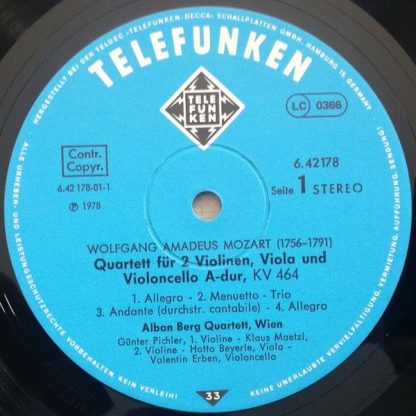 HERGESTELLT BEI DER TELDEC »TELEFUNKEN-DECCA« SCHALLPLATTEN GMBH, HAMBURG 19, GERMANY
TELEFUNKEN
TELE
FUN
KEN
LC 0366
Contr.
Copyr.
6.42178
6.42 178-01-1
Seite 1 STEREO
℗ 1978
WOLFGANG AMADEUS MOZART (1756–1791)
Quartett für 2 Violinen, Viola und
Violoncello A-dur, KV 464
1. Allegro - 2. Menuetto - Trio
3. Andante (durchstr. cantabile) - 4. Allegro
Alban Berg Quartett, Wien
Günter Pichler, 1. Violine - Klaus Maetzl,
2. Violine - Hatto Beyerle, Viola -
Valentin Erben, Violoncello
33
ALLE URHEBER- UND LEISTUNGSSCHUTZRECHTE VORBEHALTEN KEIN VERLEIH!
KEINE UNERLAUBTE VERVIELFÄLTIGUNG, VERMIETUNG, AUFFÜHRUNG, SENDUNG!